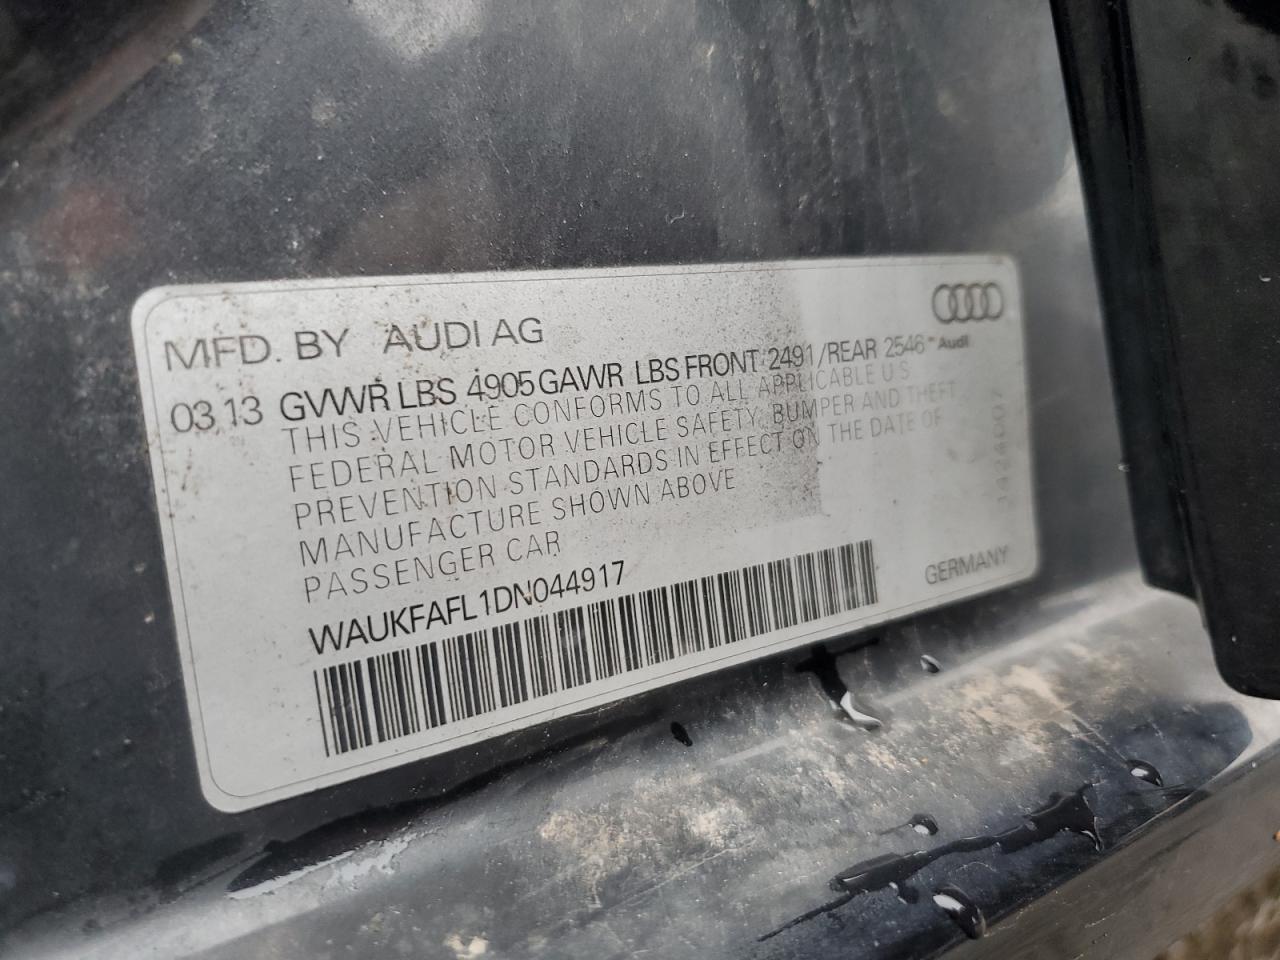 MFD. BY AUDI AG
03 13 GVWR LBS 4905 GAWR LBS FRONT 2491/REAR 2546 Audi
THIS VEHICLE CONFORMS TO ALL APPLICABLE U S
FEDERAL MOTOR VEHICLE SAFETY, BUMPER AND THEFT
PREVENTION STANDARDS IN EFFECT ON THE DATE OF
MANUFACTURE SHOWN ABOVE
PASSENGER CAR
WAUKFAFL1DN044917
GERMANY